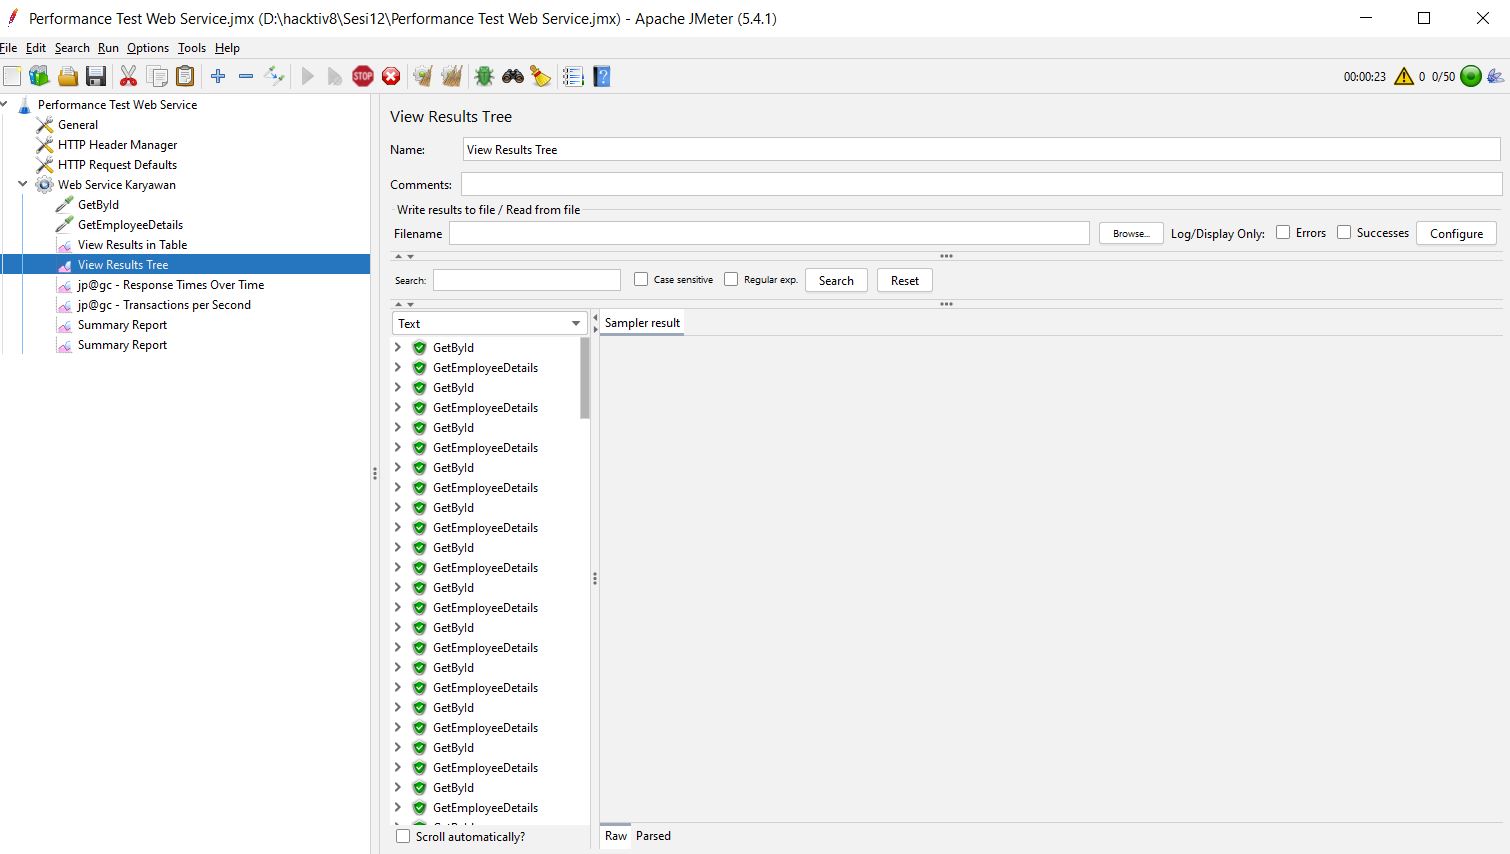 Performance Test Web Service.jmx (D:\hacktiv8\Sesi12\Performance Test Web Service.jmx) - Apache JMeter (5.4.1)
File Edit Search Run Options Tools Help
STOP
00:00:23 0 0/50
Performance Test Web Service
General
HTTP Header Manager
HTTP Request Defaults
Web Service Karyawan
GetById
GetEmployeeDetails
View Results in Table
View Results Tree
jp@gc - Response Times Over Time
jp@gc - Transactions per Second
Summary Report
Summary Report
View Results Tree
Name: View Results Tree
Comments:
Write results to file / Read from file
Filename Browse... Log/Display Only: Errors Successes Configure
Search: Case sensitive Regular exp. Search Reset
Text
Sampler result
GetById
GetEmployeeDetails
GetById
GetEmployeeDetails
GetById
GetEmployeeDetails
GetById
GetEmployeeDetails
GetById
GetEmployeeDetails
GetById
GetEmployeeDetails
GetById
GetEmployeeDetails
GetById
GetEmployeeDetails
GetById
GetEmployeeDetails
GetById
GetEmployeeDetails
GetById
GetEmployeeDetails
GetById
GetEmployeeDetails
Scroll automatically?
Raw Parsed